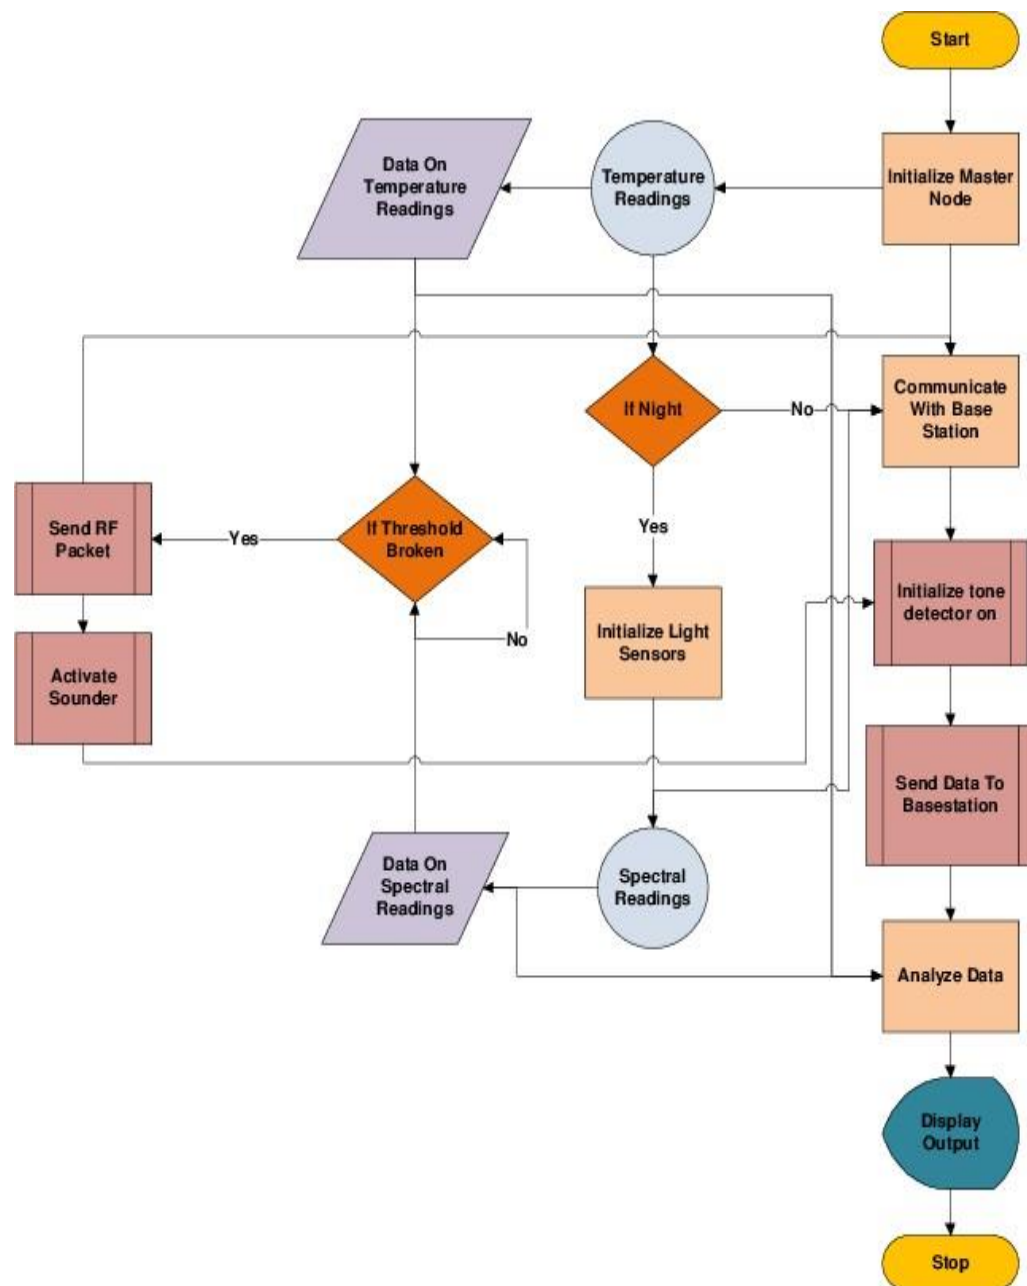 Start
Data On
Temperature
Readings
Temperature
Readings
Initialize Master
Node
If Night
No
Communicate
With Base
Station
Send RF
Packet
Yes
If Threshold
Broken
No
Yes
Initialize Light
Sensors
Initialize tone
detector on
Activate
Sounder
Send Data To
Basestation
Data On
Spectral
Readings
Spectral
Readings
Analyze Data
Display
Output
Stop